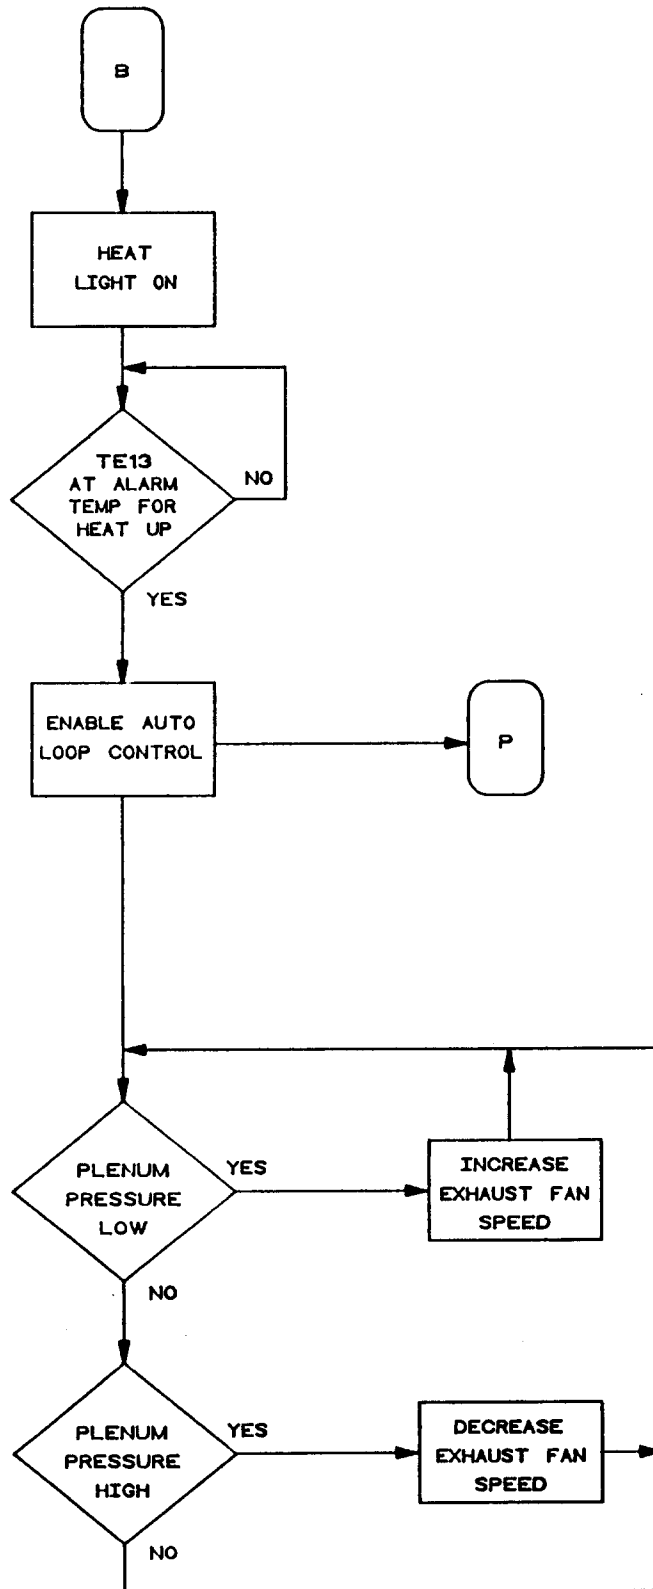 B
HEAT
LIGHT ON
TE13
AT ALARM
TEMP FOR
HEAT UP
NO
YES
ENABLE AUTO
LOOP CONTROL
P
PLENUM
PRESSURE
LOW
YES
INCREASE
EXHAUST FAN
SPEED
NO
PLENUM
PRESSURE
HIGH
YES
DECREASE
EXHAUST FAN
SPEED
NO